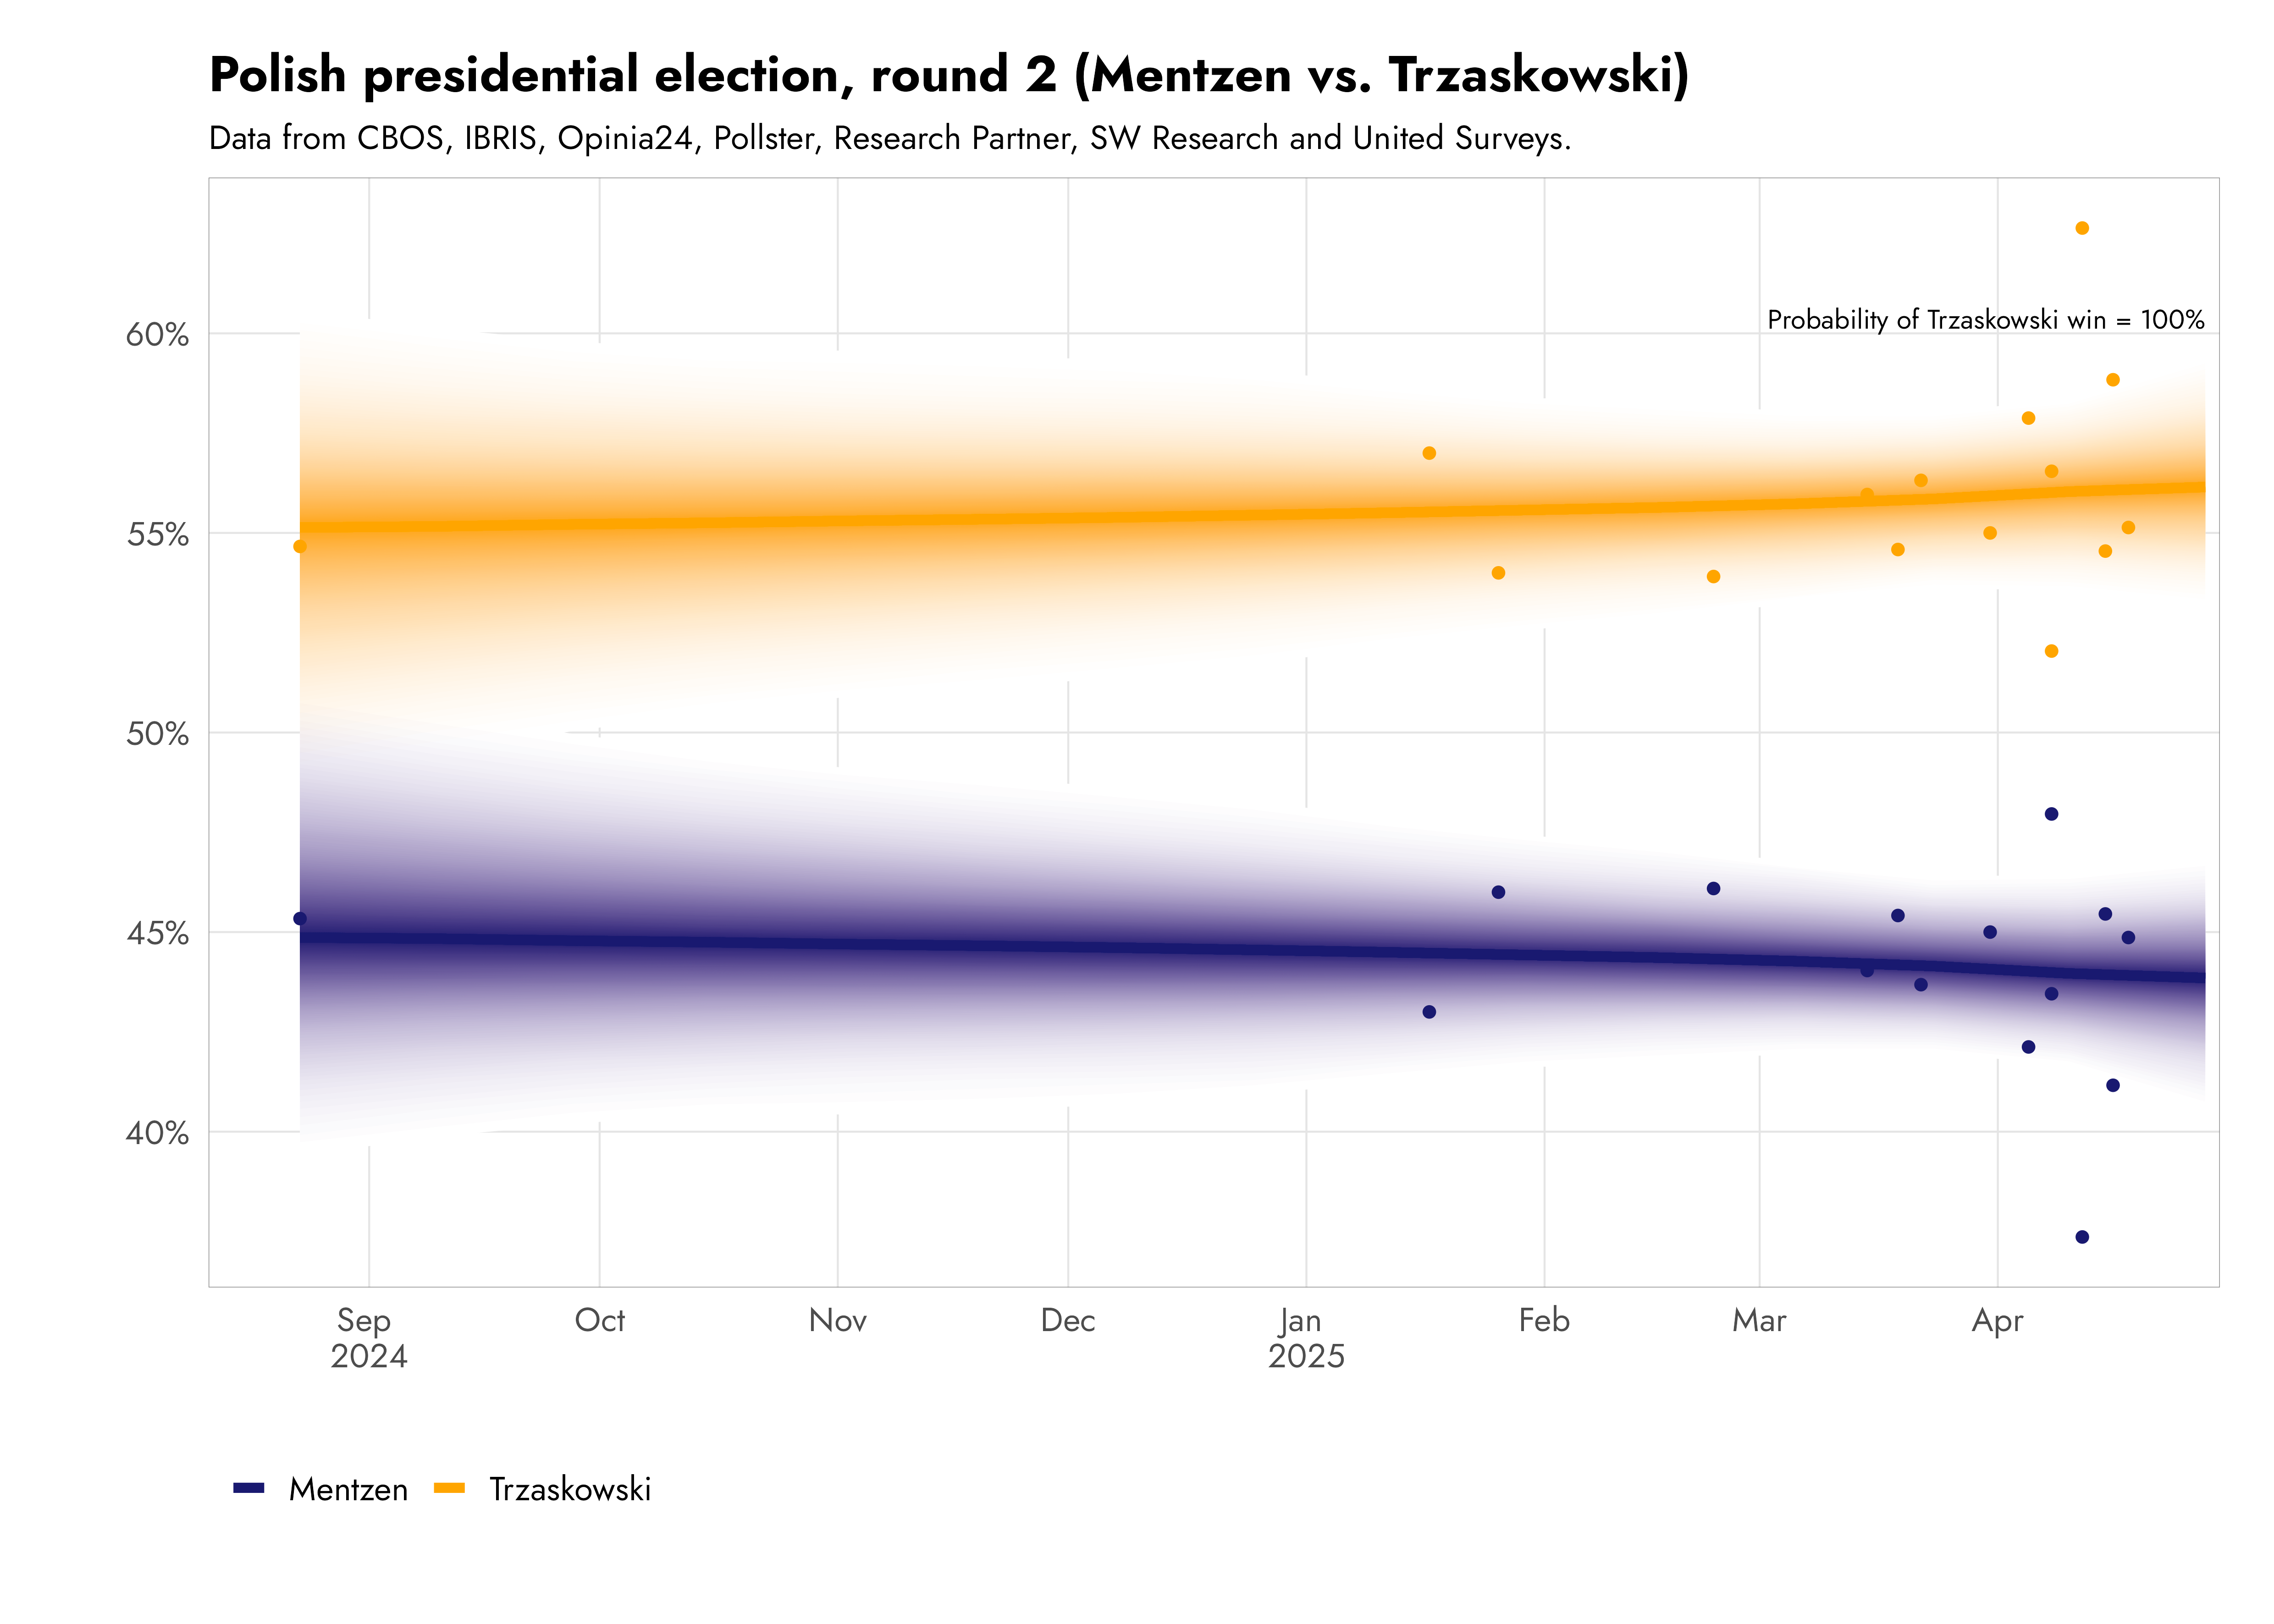 Polish presidential election, round 2 (Mentzen vs. Trzaskowski)
Data from CBOS, IBRIS, Opinia24, Pollster, Research Partner, SW Research and United Surveys.
Probability of Trzaskowski win = 100%
60%
55%
50%
45%
40%
Sep Oct Nov Dec Jan Feb Mar Apr
2024 2025
Mentzen Trzaskowski